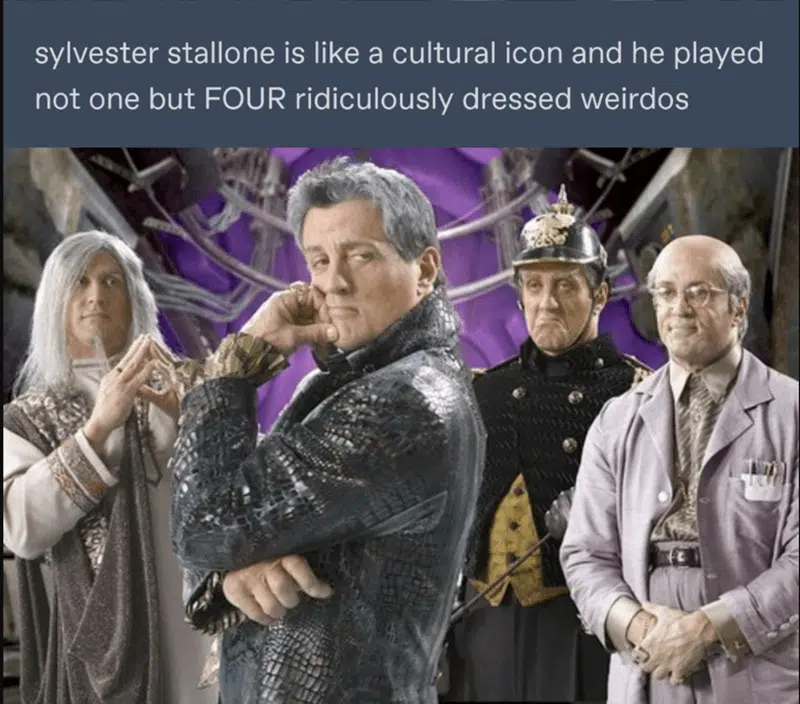 sylvester stallone is like a cultural icon and he played
not one but FOUR ridiculously dressed weirdos